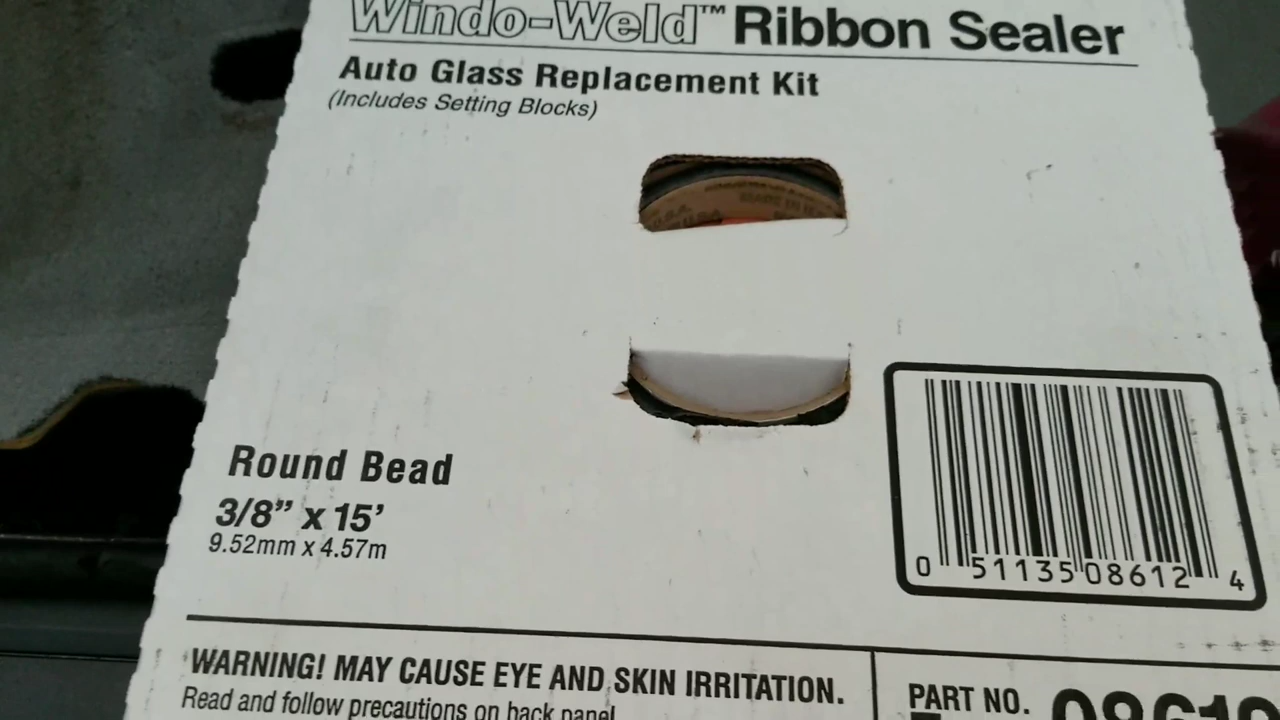 Windo-Weld™ Ribbon Sealer
Auto Glass Replacement Kit
(Includes Setting Blocks)
MADE IN
Round Bead
3/8” x 15’
9.52mm x 4.57m
0 51135 08612 4
WARNING! MAY CAUSE EYE AND SKIN IRRITATION.
Read and follow precautions on back panel
PART NO.